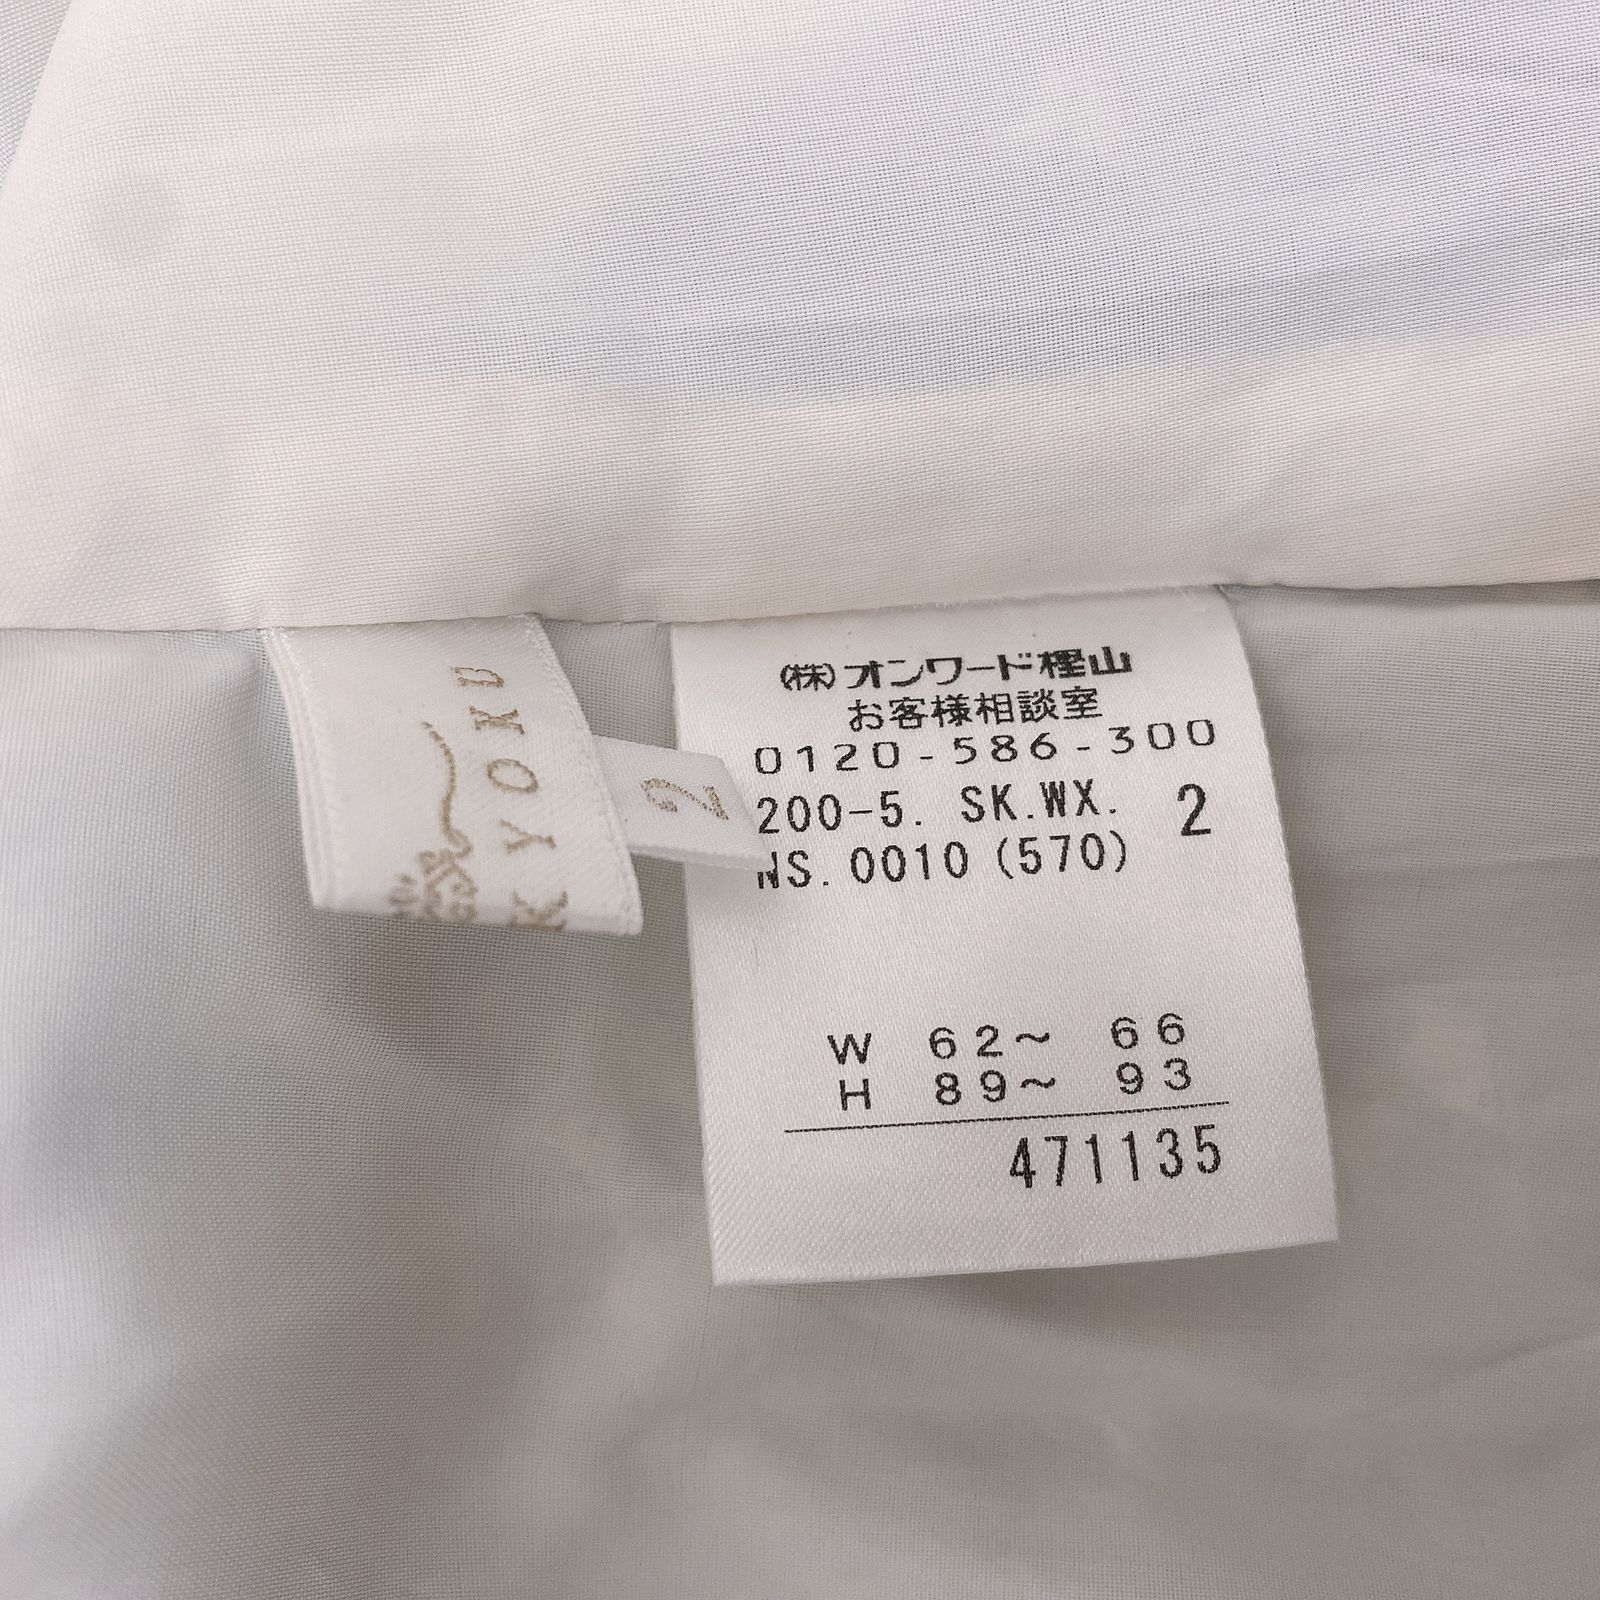 KYOKU
2
(株)オンワード樫山
お客様相談室
0120-586-300
200-5. SK.WX. 2
NS.0010(570)
W 62～ 66
H 89～ 93
471135